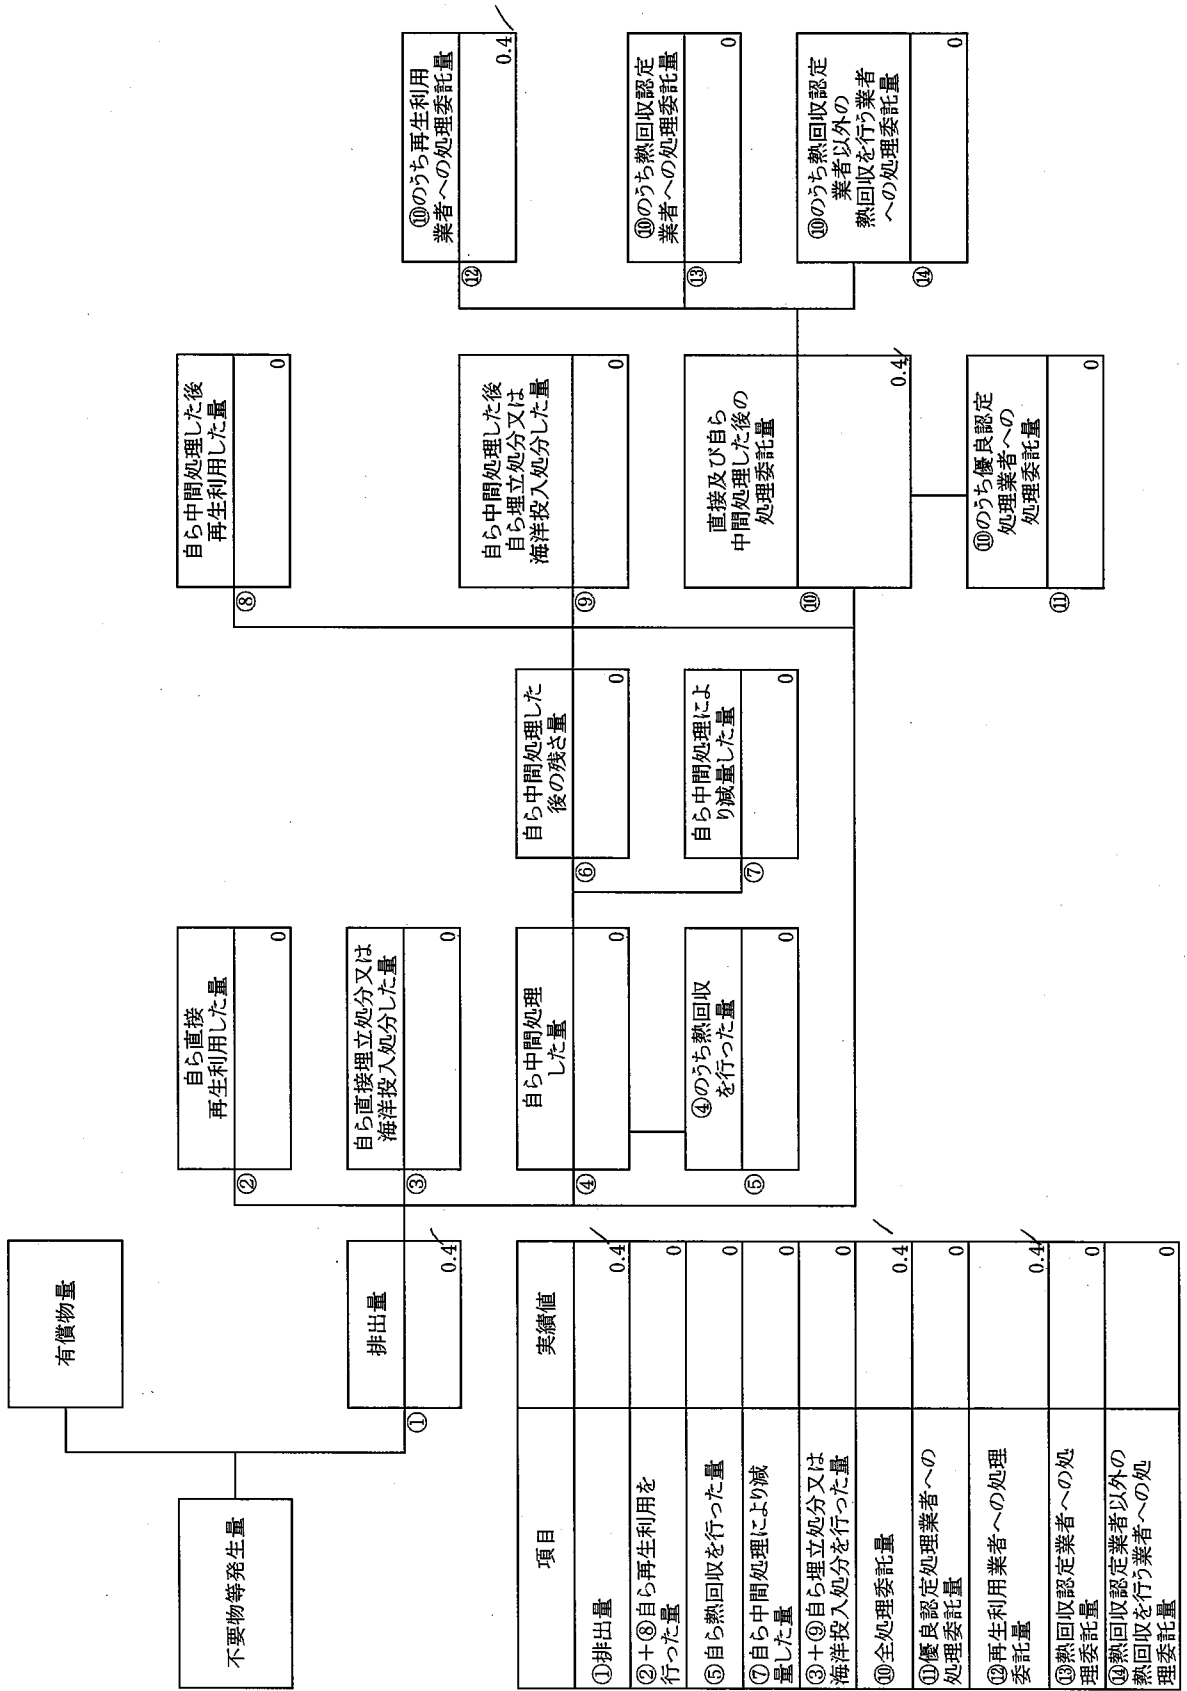 不要物等発生量
有償物量
排出量
①
0.4
自ら直接
再生利用した量
②
0
自ら直接埋立処分又は
海洋投入処分した量
③
0
自ら中間処理
した量
④
0
④のうち熱回収
を行った量
⑤
0
自ら中間処理した
後の残さ量
⑥
0
自ら中間処理によ
り減量した量
⑦
0
自ら中間処理した後
再生利用した量
⑧
0
自ら中間処理した後
自ら埋立処分又は
海洋投入処分した量
⑨
0
直接及び自ら
中間処理した後の
処理委託量
⑩
0.4
⑩のうち優良認定
処理業者への
処理委託量
⑪
0
⑩のうち再生利用
業者への処理委託量
⑫
0.4
⑩のうち熱回収認定
業者への処理委託量
⑬
0
⑩のうち熱回収認定
業者以外の
熱回収を行う業者
への処理委託量
⑭
0
項目 実績値
①排出量 0.4
②+⑧自ら再生利用を
行った量 0
⑤自ら熱回収を行った量 0
⑦自ら中間処理により減
量した量 0
③+⑨自ら埋立処分又は
海洋投入処分を行った量 0
⑩全処理委託量 0.4
⑪優良認定処理業者への
処理委託量 0
⑫再生利用業者への処理
委託量 0.4
⑬熱回収認定業者への処
理委託量 0
⑭熱回収認定業者以外の
熱回収を行う業者への処
理委託量 0